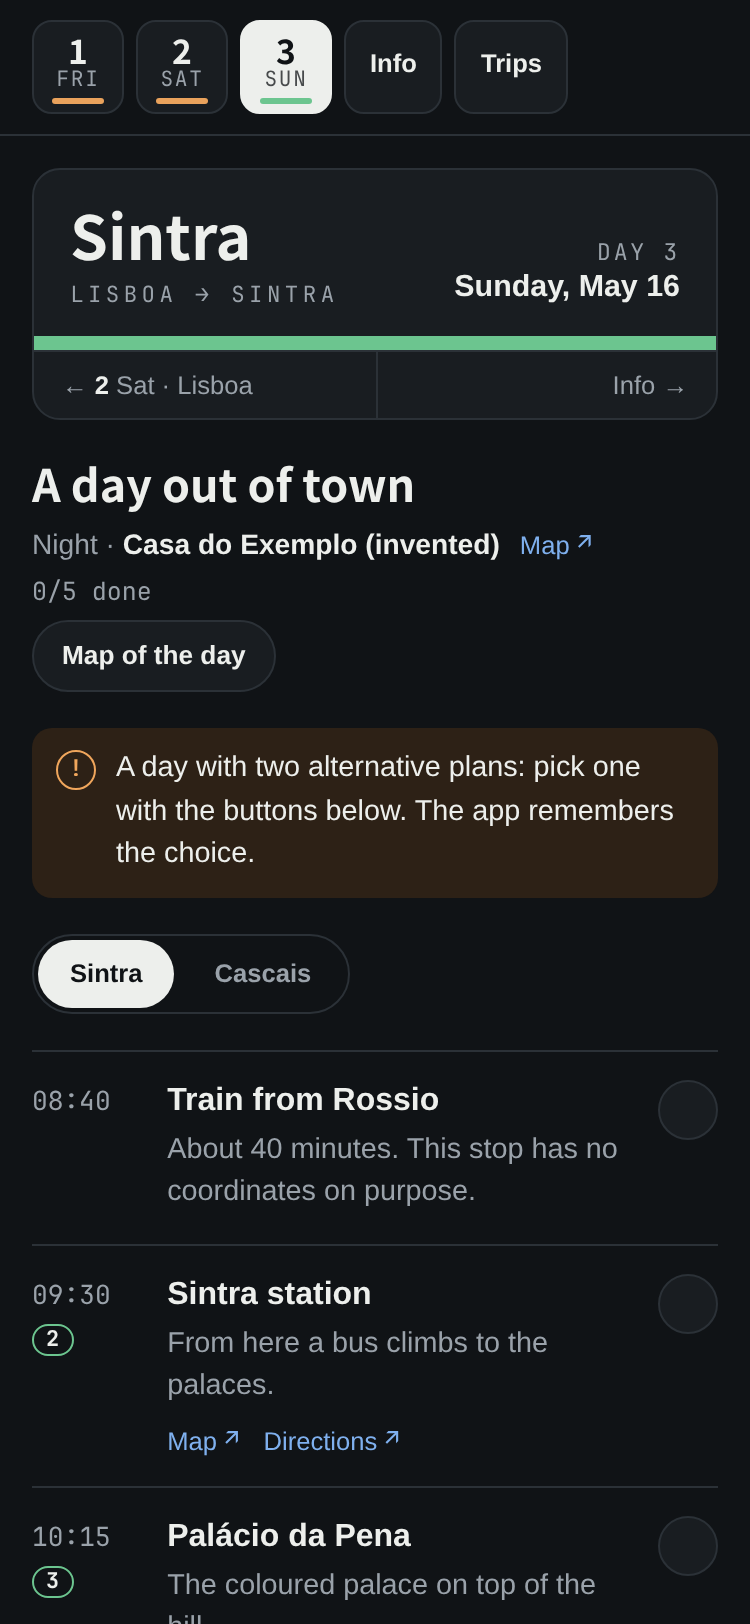 1
FRI
2
SAT
3
SUN
Info
Trips
Sintra
LISBOA → SINTRA
DAY 3
Sunday, May 16
← 2 Sat · Lisboa
Info →
A day out of town
Night · Casa do Exemplo (invented) Map ↗
0/5 done
Map of the day
!
A day with two alternative plans: pick one
with the buttons below. The app remembers
the choice.
Sintra
Cascais
08:40
Train from Rossio
About 40 minutes. This stop has no
coordinates on purpose.
09:30
2
Sintra station
From here a bus climbs to the
palaces.
Map ↗ Directions ↗
10:15
3
Palácio da Pena
The coloured palace on top of the
hill